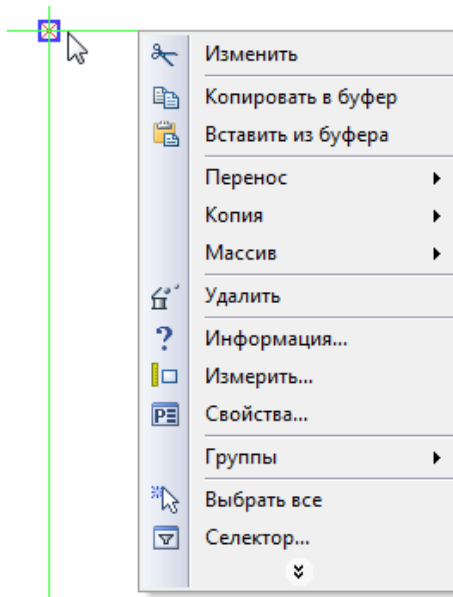 Изменить
Копировать в буфер
Вставить из буфера
Перенос
Копия
Массив
Удалить
Информация...
Измерить...
Свойства...
Группы
Выбрать все
Селектор...